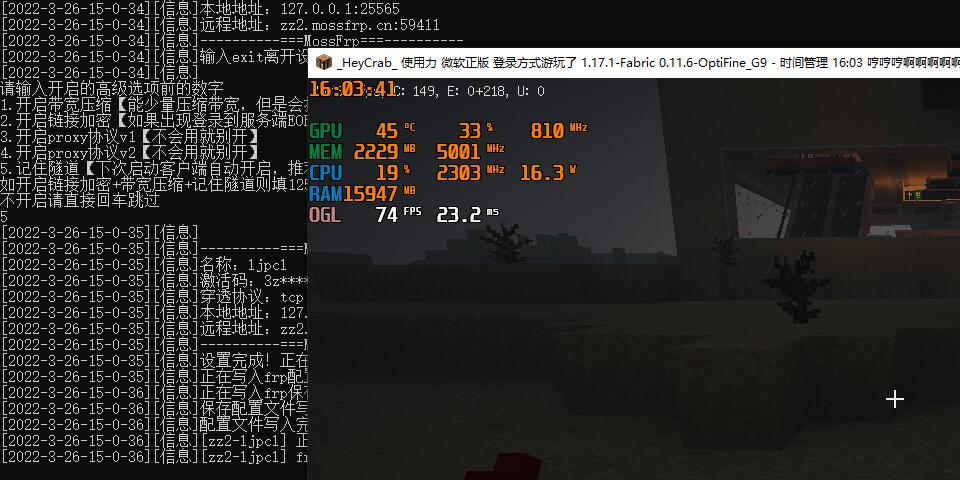 [2022-3-26-15-0-34][信息]本地地址：127.0.0.1:25565
[2022-3-26-15-0-34][信息]远程地址：zz2.mossfrp.cn:59411
[2022-3-26-15-0-34][信息]----------===MossFrp===----------
[2022-3-26-15-0-34][信息]输入exit离开设
[2022-3-26-15-0-34][信息]
请输入开启的高级选项前的数字
1.开启带宽压缩【能少量压缩带宽，但是会
2.开启链接加密【如果出现登录到服务端EOF
3.开启proxy协议v1【不会用就别开】
4.开启proxy协议v2【不会用就别开】
5.记住隧道【下次启动客户端自动开启，推
如开启链接加密+带宽压缩+记住隧道则填125
不开启请直接回车跳过
5
[2022-3-26-15-0-35][信息]
[2022-3-26-15-0-35][信息]----------===M
[2022-3-26-15-0-35][信息]名称：1jpcl
[2022-3-26-15-0-35][信息]激活码：3z****
[2022-3-26-15-0-35][信息]穿透协议：tcp
[2022-3-26-15-0-35][信息]本地地址：127.
[2022-3-26-15-0-35][信息]远程地址：zz2.
[2022-3-26-15-0-35][信息]----------===M
[2022-3-26-15-0-35][信息]设置完成！正在
[2022-3-26-15-0-35][信息]正在写入frp配
[2022-3-26-15-0-36][信息]正在写入frp保
[2022-3-26-15-0-36][信息]保存配置文件写
[2022-3-26-15-0-36][信息]配置文件写入完
[2022-3-26-15-0-36][信息][zz2-1jpcl] 正
[2022-3-26-15-0-36][信息][zz2-1jpcl] fr
_HeyCrab_ 使用力 微软正版 登录方式游玩了 1.17.1-Fabric 0.11.6-OptiFine_G9 - 时间管理 16:03 哼哼哼啊啊啊啊啊
16:03:41 C: 149, E: 0+218, U: 0
GPU 45 °C 33 % 810 MHz
MEM 2229 MB 5001 MHz
CPU 19 % 2303 MHz 16.3 W
RAM 15947 MB
OGL 74 FPS 23.2 ms